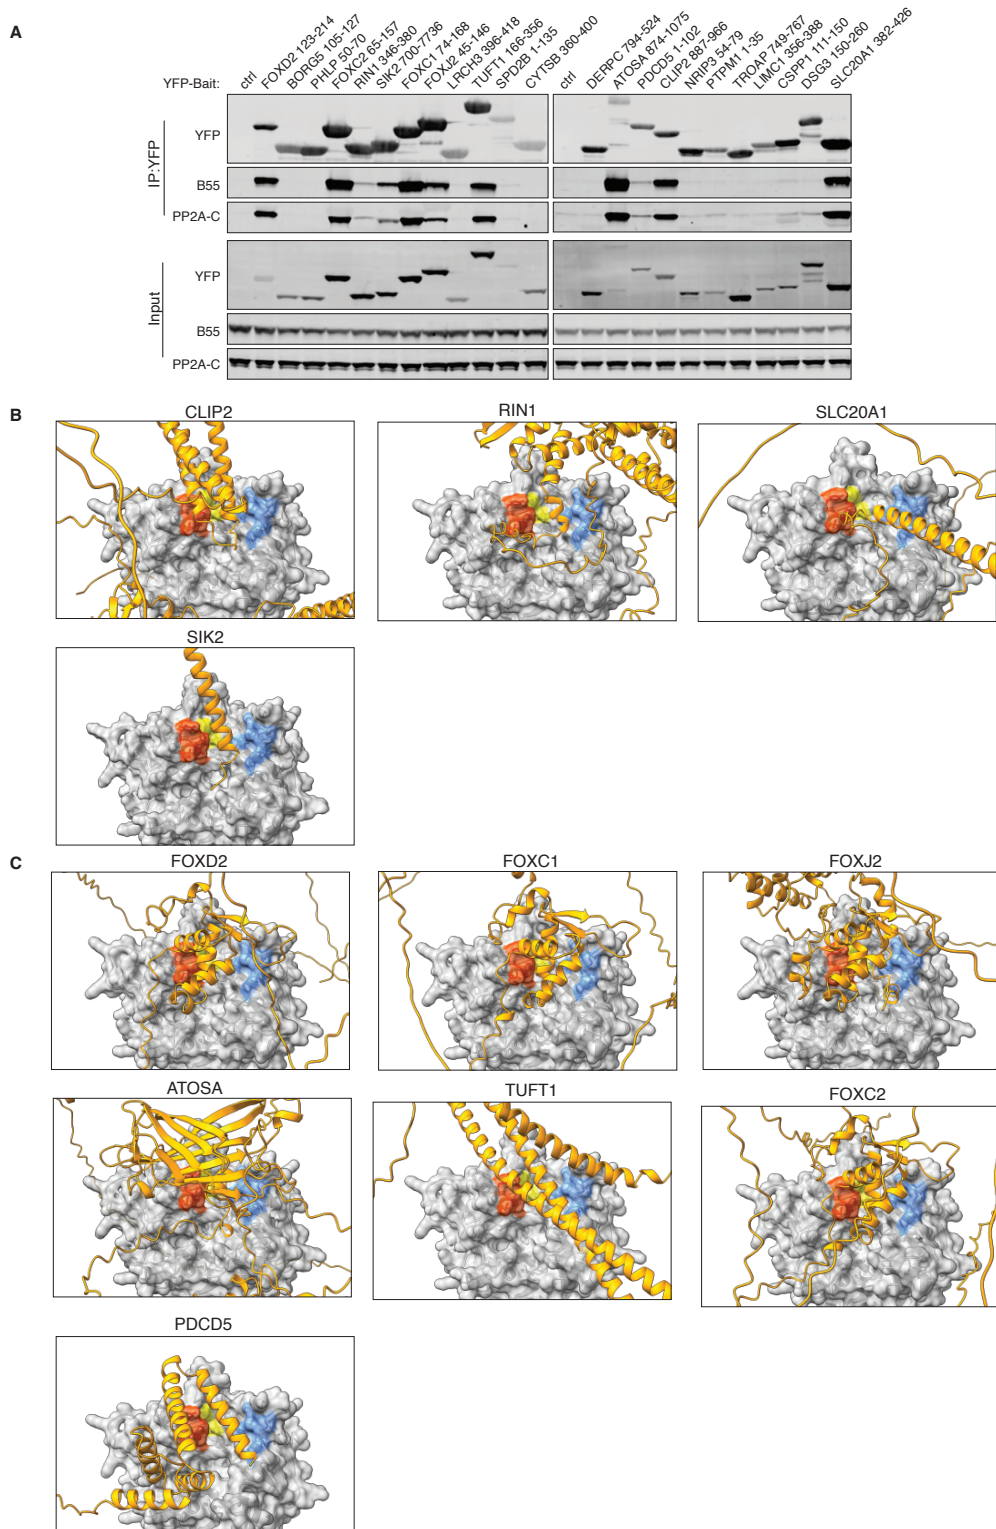 A
YFP-Bait:
ctrl
FOXD2 123-214
BORG5 105-127
PHLP 50-70
FOXC2 65-157
RIN1 346-380
SIK2 700-7736
FOXC1 74-168
FOXJ2 45-146
LRCH3 396-418
TUFT1 166-356
SPD2B 1-135
CYTSB 360-400
ctrl
DERPC 794-524
ATOSA 874-1075
PDCD5 1-102
CLIP2 887-966
NRIP3 54-79
PTPM1 1-35
TROAP 749-767
LIMC1 356-388
CSPP1 111-150
DSG3 150-260
SLC20A1 382-426
IP:YFP
YFP
B55
PP2A-C
Input
YFP
B55
PP2A-C
B
CLIP2
RIN1
SLC20A1
SIK2
C
FOXD2
FOXC1
FOXJ2
ATOSA
TUFT1
FOXC2
PDCD5